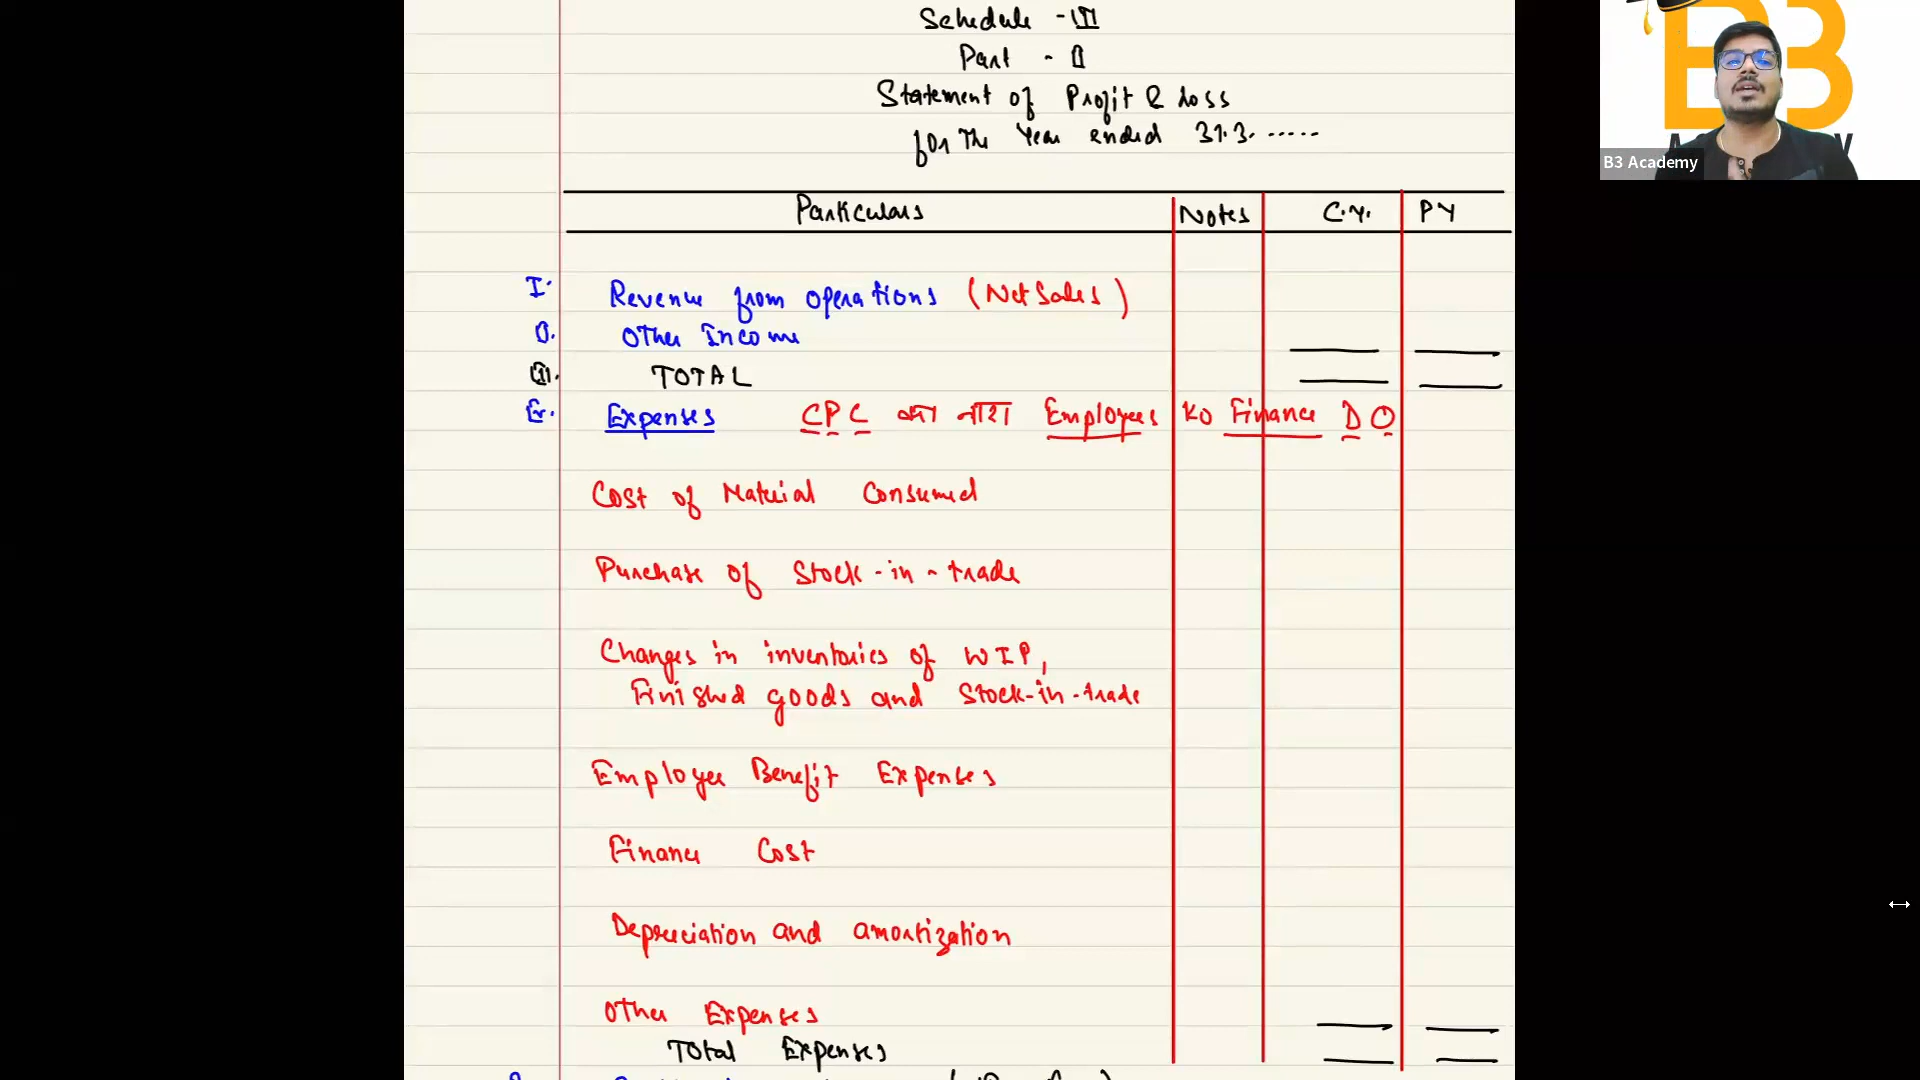 Schedule - III
Part - II
Statement of Profit & Loss
for The Year ended 31.3. .....
Particulars Notes C.Y. PY
I. Revenue from operations (Net Sales)
II. Other Income
III. TOTAL
IV. Expenses CPC का नारा Employees KO Finance D O
Cost of Material Consumed
Purchase of Stock-in-trade
Changes in inventories of WIP,
Finished goods and Stock-in-trade
Employee Benefit Expenses
Finance Cost
Depreciation and amortization
Other Expenses
Total Expenses
B3 Academy